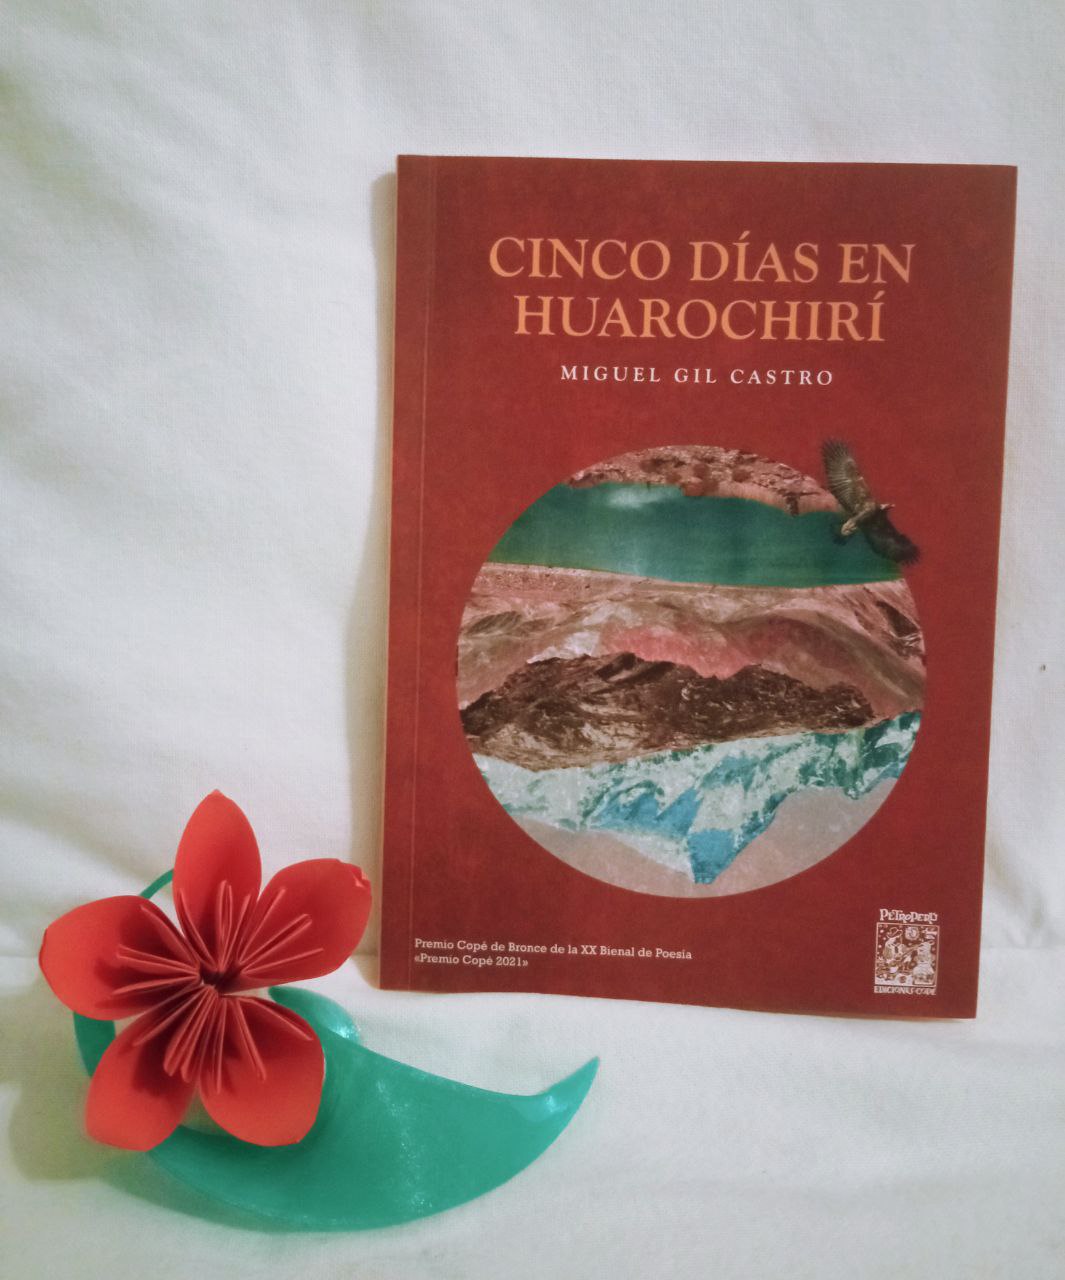 CINCO DÍAS EN
HUAROCHIRÍ
MIGUEL GIL CASTRO
Premio Copé de Bronce de la XX Bienal de Poesía
«Premio Copé 2021»
PETROPERÚ
EDICIONES COPÉ